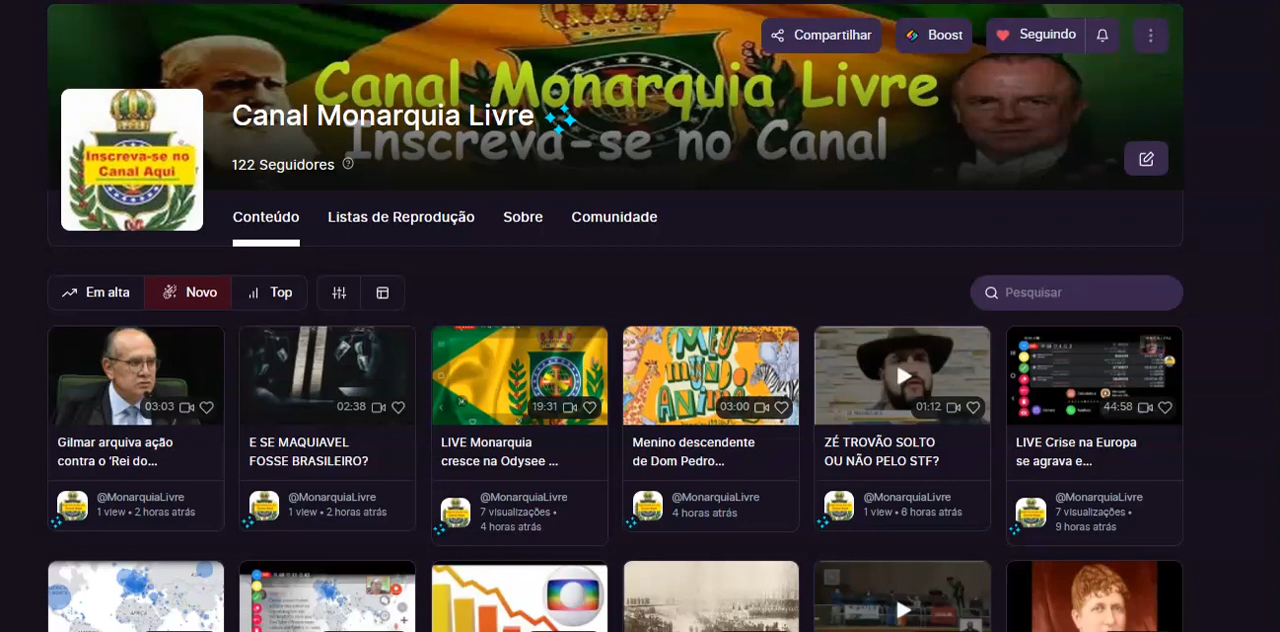 Compartilhar
Boost
Seguindo
Canal Monarquia Livre
Inscreva-se no Canal
Inscreva-se no
Canal Aqui
Canal Monarquia Livre
122 Seguidores
Conteúdo
Listas de Reprodução
Sobre
Comunidade
Em alta
Novo
Top
Pesquisar
03:03
02:38
19:31
MEU
MUNDO
03:00
01:12
44:58
Gilmar arquiva ação
contra o 'Rei do...
E SE MAQUIAVEL
FOSSE BRASILEIRO?
LIVE Monarquia
cresce na Odysee ...
Menino descendente
de Dom Pedro...
ZÉ TROVÃO SOLTO
OU NÃO PELO STF?
LIVE Crise na Europa
se agrava e...
@MonarquiaLivre
1 view • 2 horas atrás
@MonarquiaLivre
1 view • 2 horas atrás
@MonarquiaLivre
7 visualizações •
4 horas atrás
@MonarquiaLivre
4 horas atrás
@MonarquiaLivre
1 view • 6 horas atrás
@MonarquiaLivre
7 visualizações •
9 horas atrás